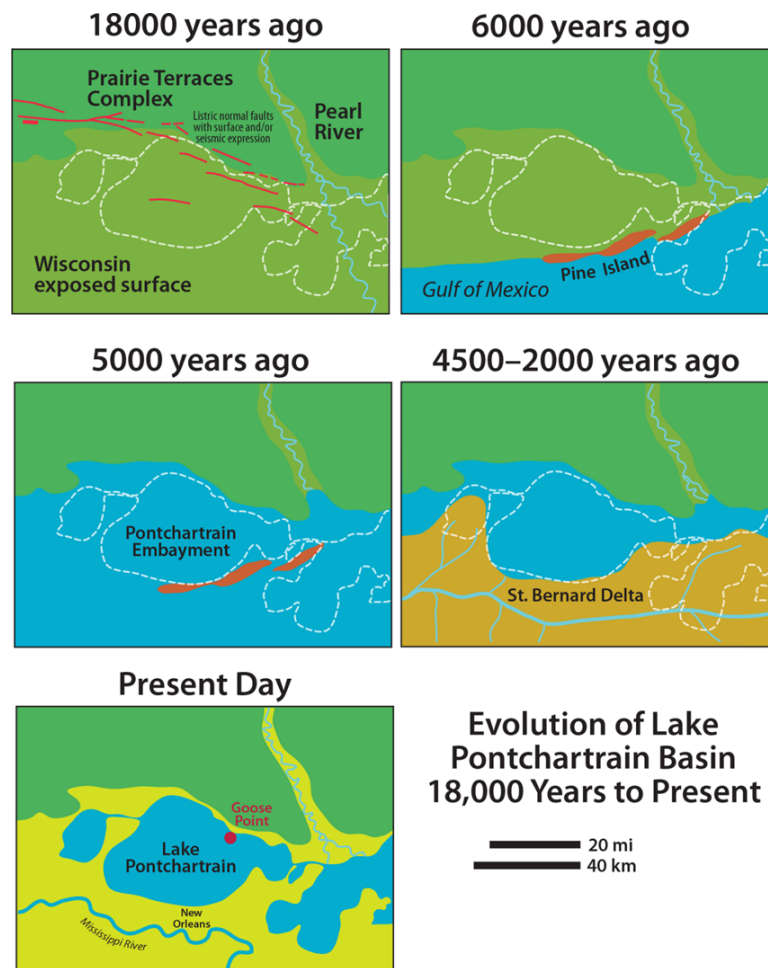 18000 years ago
Prairie Terraces
Complex
Listric normal faults
with surface and/or
seismic expression
Pearl
River
Wisconsin
exposed surface
6000 years ago
Pine Island
Gulf of Mexico
5000 years ago
Pontchartrain
Embayment
4500–2000 years ago
St. Bernard Delta
Present Day
Goose
Point
Lake
Pontchartrain
New
Orleans
Mississippi River
Evolution of Lake
Pontchartrain Basin
18,000 Years to Present
20 mi
40 km